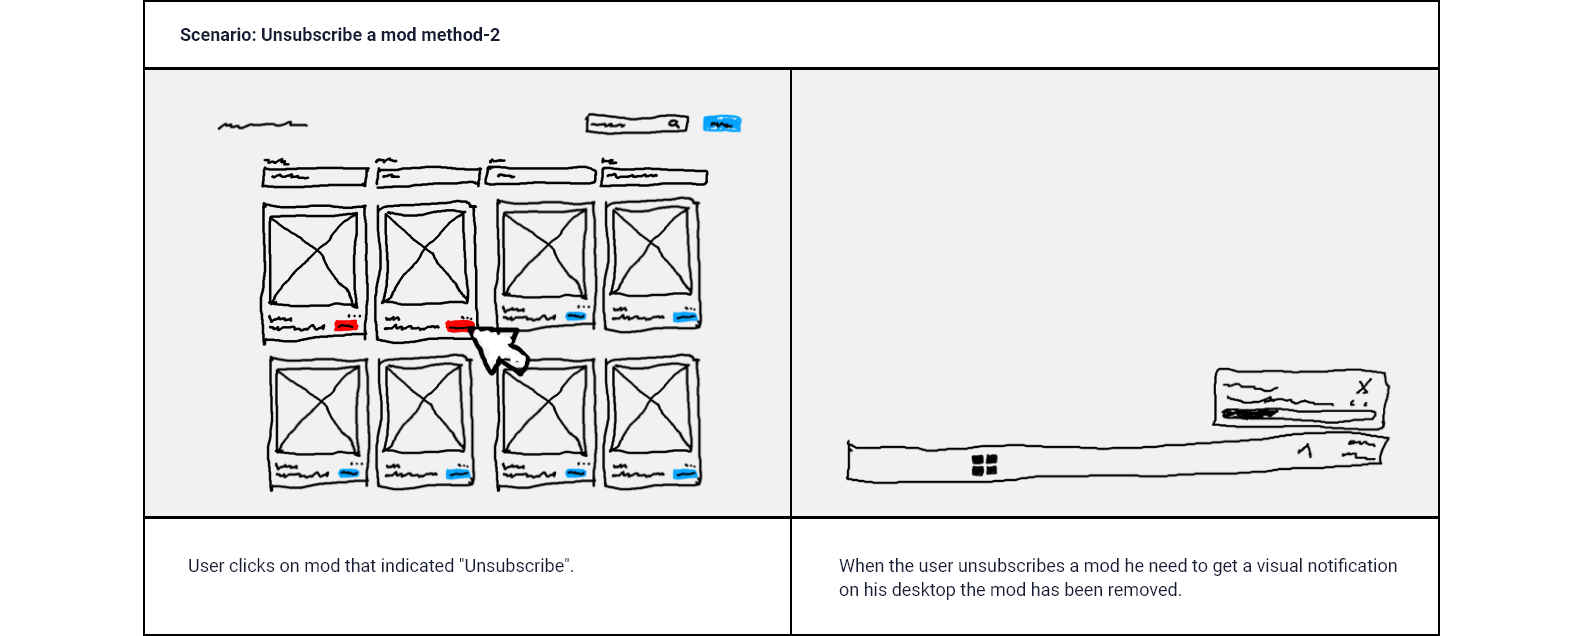 Scenario: Unsubscribe a mod method-2
User clicks on mod that indicated "Unsubscribe".
When the user unsubscribes a mod he need to get a visual notification
on his desktop the mod has been removed.